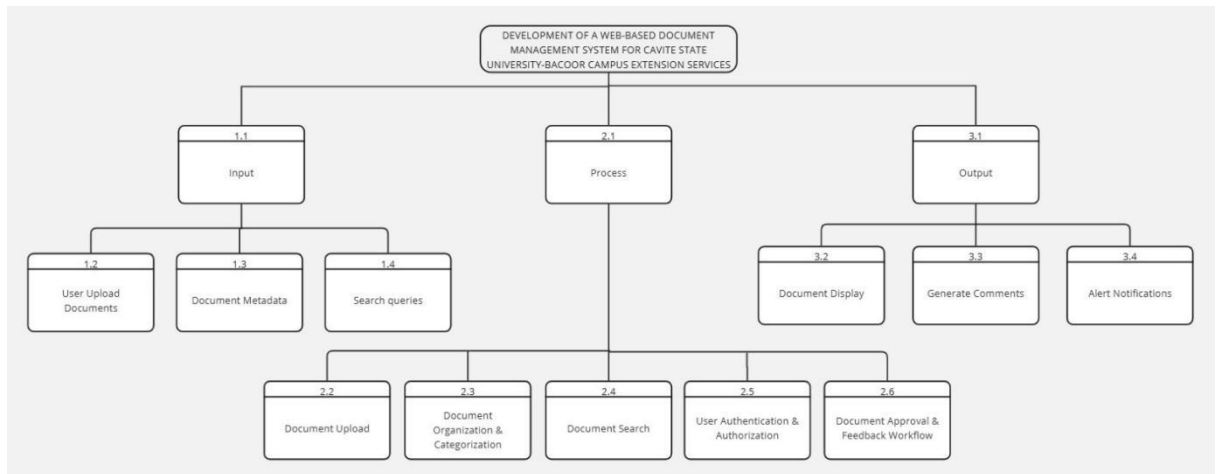 DEVELOPMENT OF A WEB-BASED DOCUMENT
MANAGEMENT SYSTEM FOR CAVITE STATE
UNIVERSITY-BACOOR CAMPUS EXTENSION SERVICES
1.1
Input
2.1
Process
3.1
Output
1.2
User Upload
Documents
1.3
Document Metadata
1.4
Search queries
3.2
Document Display
3.3
Generate Comments
3.4
Alert Notifications
2.2
Document Upload
2.3
Document
Organization &
Categorization
2.4
Document Search
2.5
User Authentication &
Authorization
2.6
Document Approval &
Feedback Workflow